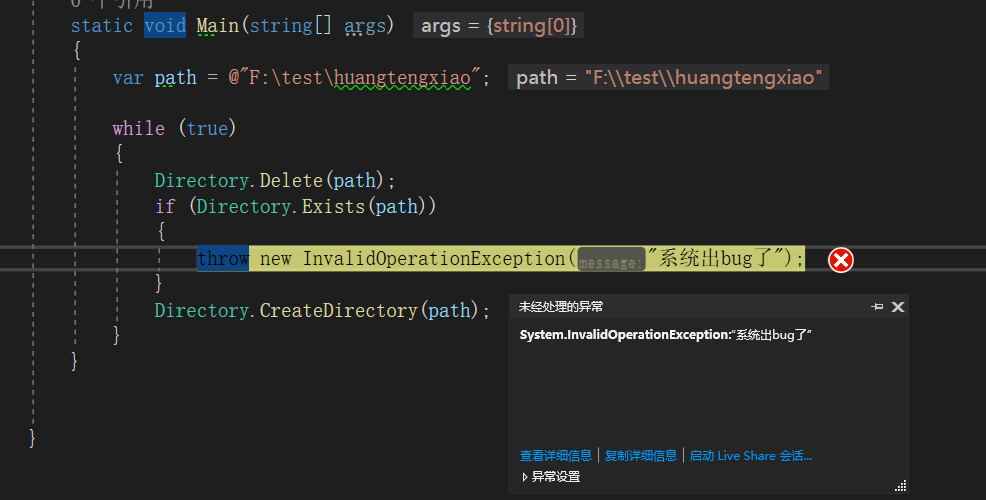 0 个引用
static void Main(string[] args) args = {string[0]}
{
var path = @"F:\test\huangtengxiao"; path = "F:\\test\\huangtengxiao"
while (true)
{
Directory.Delete(path);
if (Directory.Exists(path))
{
throw new InvalidOperationException(message:"系统出bug了");
}
Directory.CreateDirectory(path);
}
}
}
未经处理的异常
System.InvalidOperationException:“系统出bug了”
查看详细信息 | 复制详细信息 | 启动 Live Share 会话...
异常设置